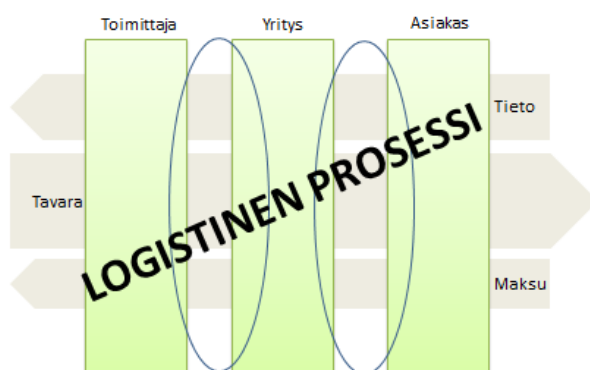 Toimittaja Yritys Asiakas
Tieto
LOGISTINEN PROSESSI
Tavara
Maksu